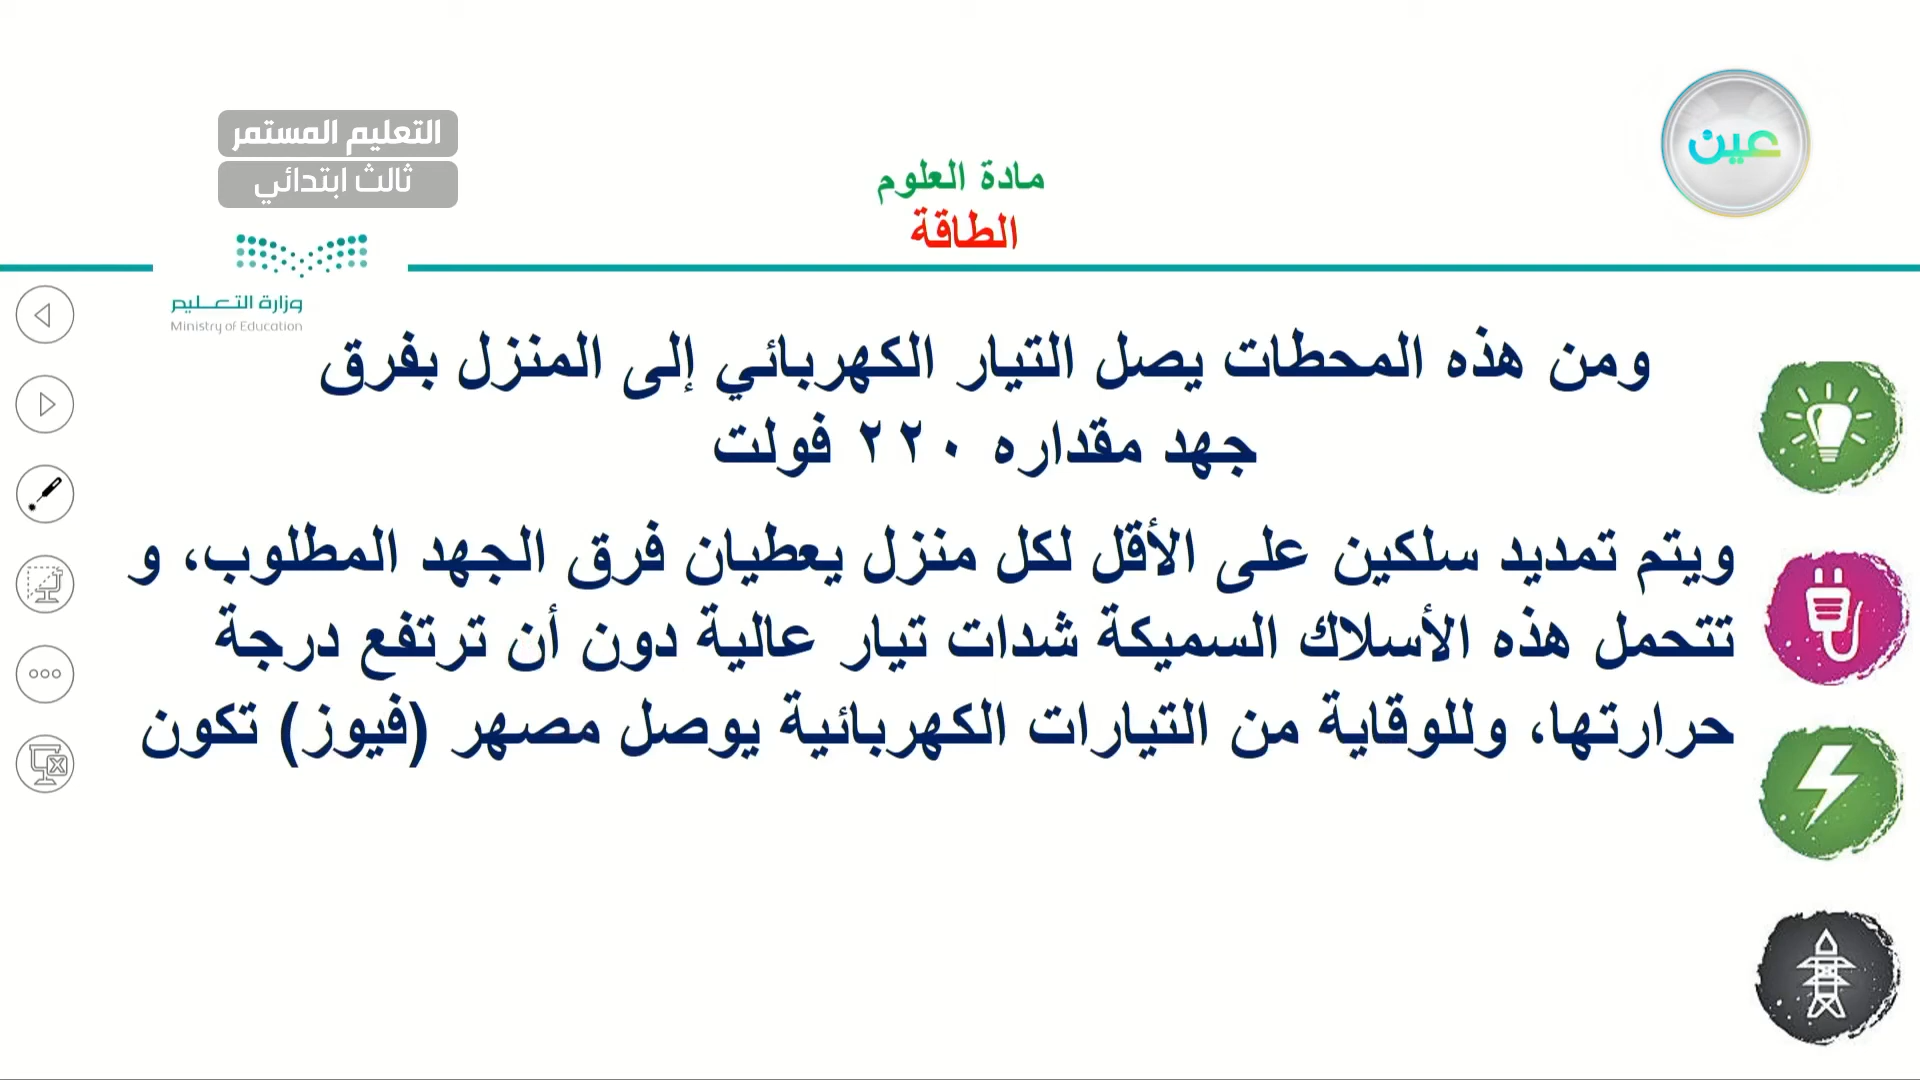 التعليم المستمر
ثالث ابتدائي
عين
مادة العلوم
الطاقة
وزارة التعليم
Ministry of Education
ومن هذه المحطات يصل التيار الكهربائي إلى المنزل بفرق
جهد مقداره ٢٢٠ فولت
ويتم تمديد سلكين على الأقل لكل منزل يعطيان فرق الجهد المطلوب، و
تتحمل هذه الأسلاك السميكة شدات تيار عالية دون أن ترتفع درجة
حرارتها، وللوقاية من التيارات الكهربائية يوصل مصهر (فيوز) تكون